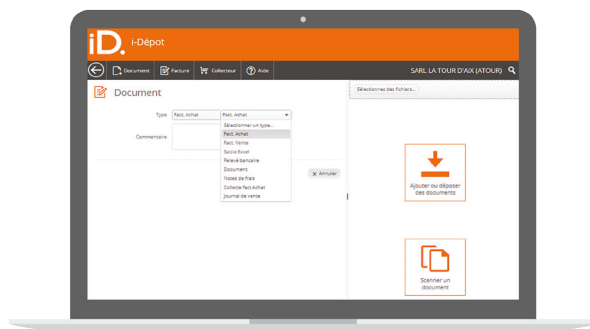 iD.
i-Dépot
Document Facture Collecteur Aide SARL LA TOUR D'AIX (ATOUR)
Document
Sélectionnez des fichiers...
Type Fact. Achat Fact. Achat
Sélectionner un type...
Fact. Achat
Commentaire
Fact. Vente
Saisie Excel
Relevé bancaire
Document
Notes de frais
Collecte Fact Achat
Journal de vente
x Annuler
Ajouter ou déposer
des documents
Scanner un
document